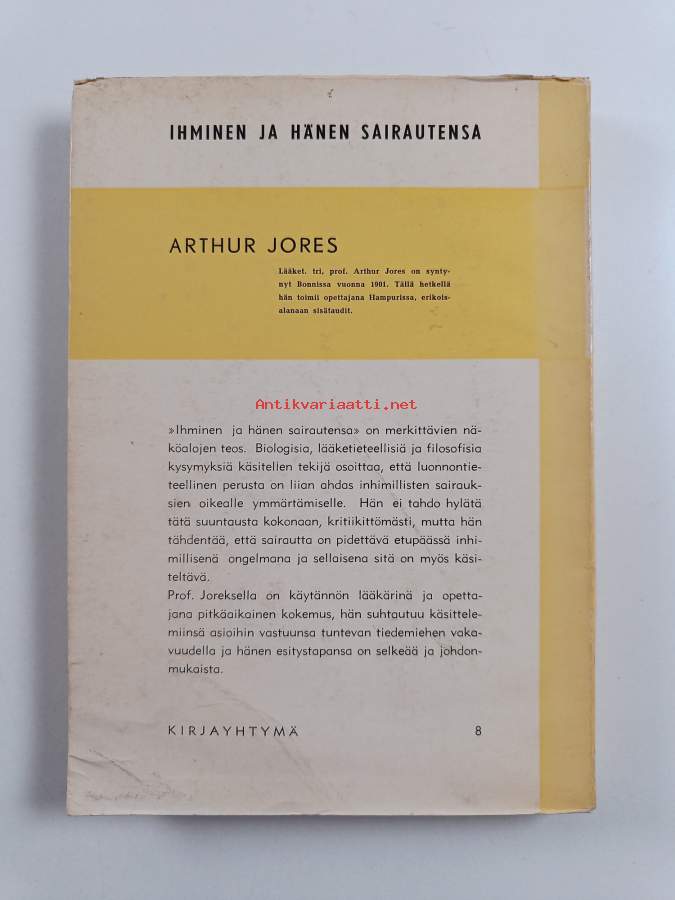 IHMINEN JA HÄNEN SAIRAUTENSA
ARTHUR JORES
Lääket. tri, prof. Arthur Jores on synty-
nyt Bonnissa vuonna 1901. Tällä hetkellä
hän toimii opettajana Hampurissa, erikois-
alanaan sisätaudit.
Antikvariaatti.net
»Ihminen ja hänen sairautensa» on merkittävien nä-
köalojen teos. Biologisia, lääketieteellisiä ja filosofisia
kysymyksiä käsitellen tekijä osoittaa, että luonnontie-
teellinen perusta on liian ahdas inhimillisten sairauk-
sien oikealle ymmärtämiselle. Hän ei tahdo hylätä
tätä suuntausta kokonaan, kritiikittömästi, mutta hän
tähdentää, että sairautta on pidettävä etupäässä inhi-
millisenä ongelmana ja sellaisena sitä on myös käsi-
teltävä.
Prof. Joreksella on käytännön lääkärinä ja opetta-
jana pitkäaikainen kokemus, hän suhtautuu käsittele-
miinsä asioihin vastuunsa tuntevan tiedemiehen vaka-
vuudella ja hänen esitystapansa on selkeää ja johdon-
mukaista.
KIRJAYHTYMÄ 8